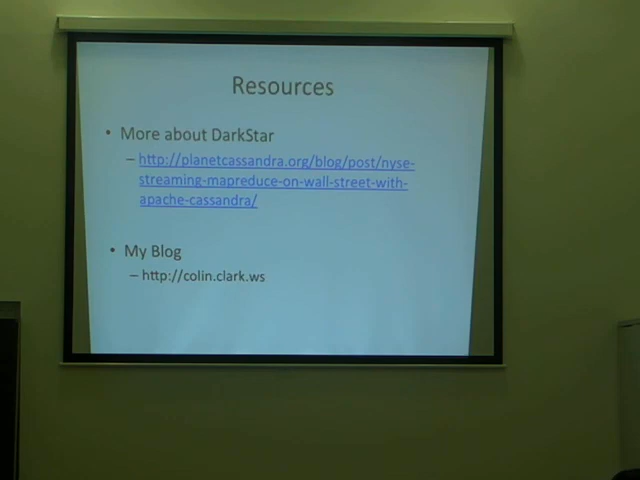 Resources
• More about DarkStar
– http://planetcassandra.org/blog/post/nyse-
streaming-mapreduce-on-wall-street-with-
apache-cassandra/
• My Blog
– http://colin.clark.ws